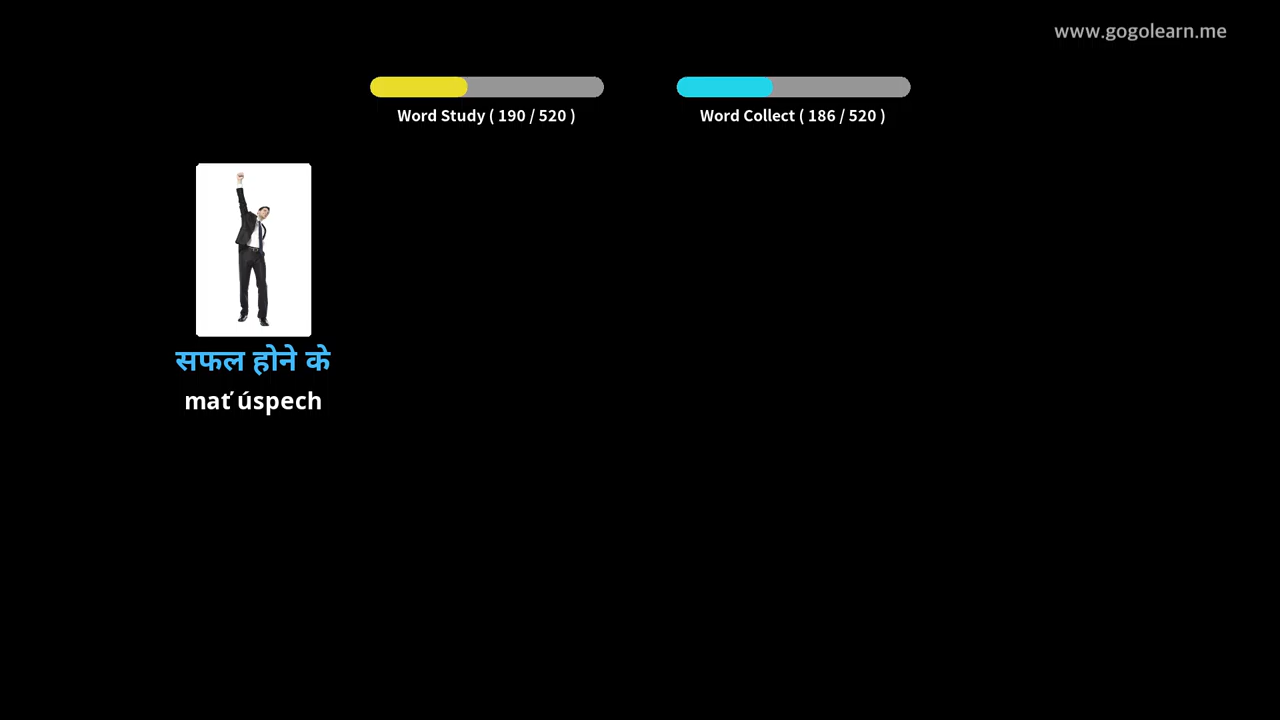 www.gogolearn.me
Word Study ( 190 / 520 )
Word Collect ( 186 / 520 )
सफल होने के
mať úspech